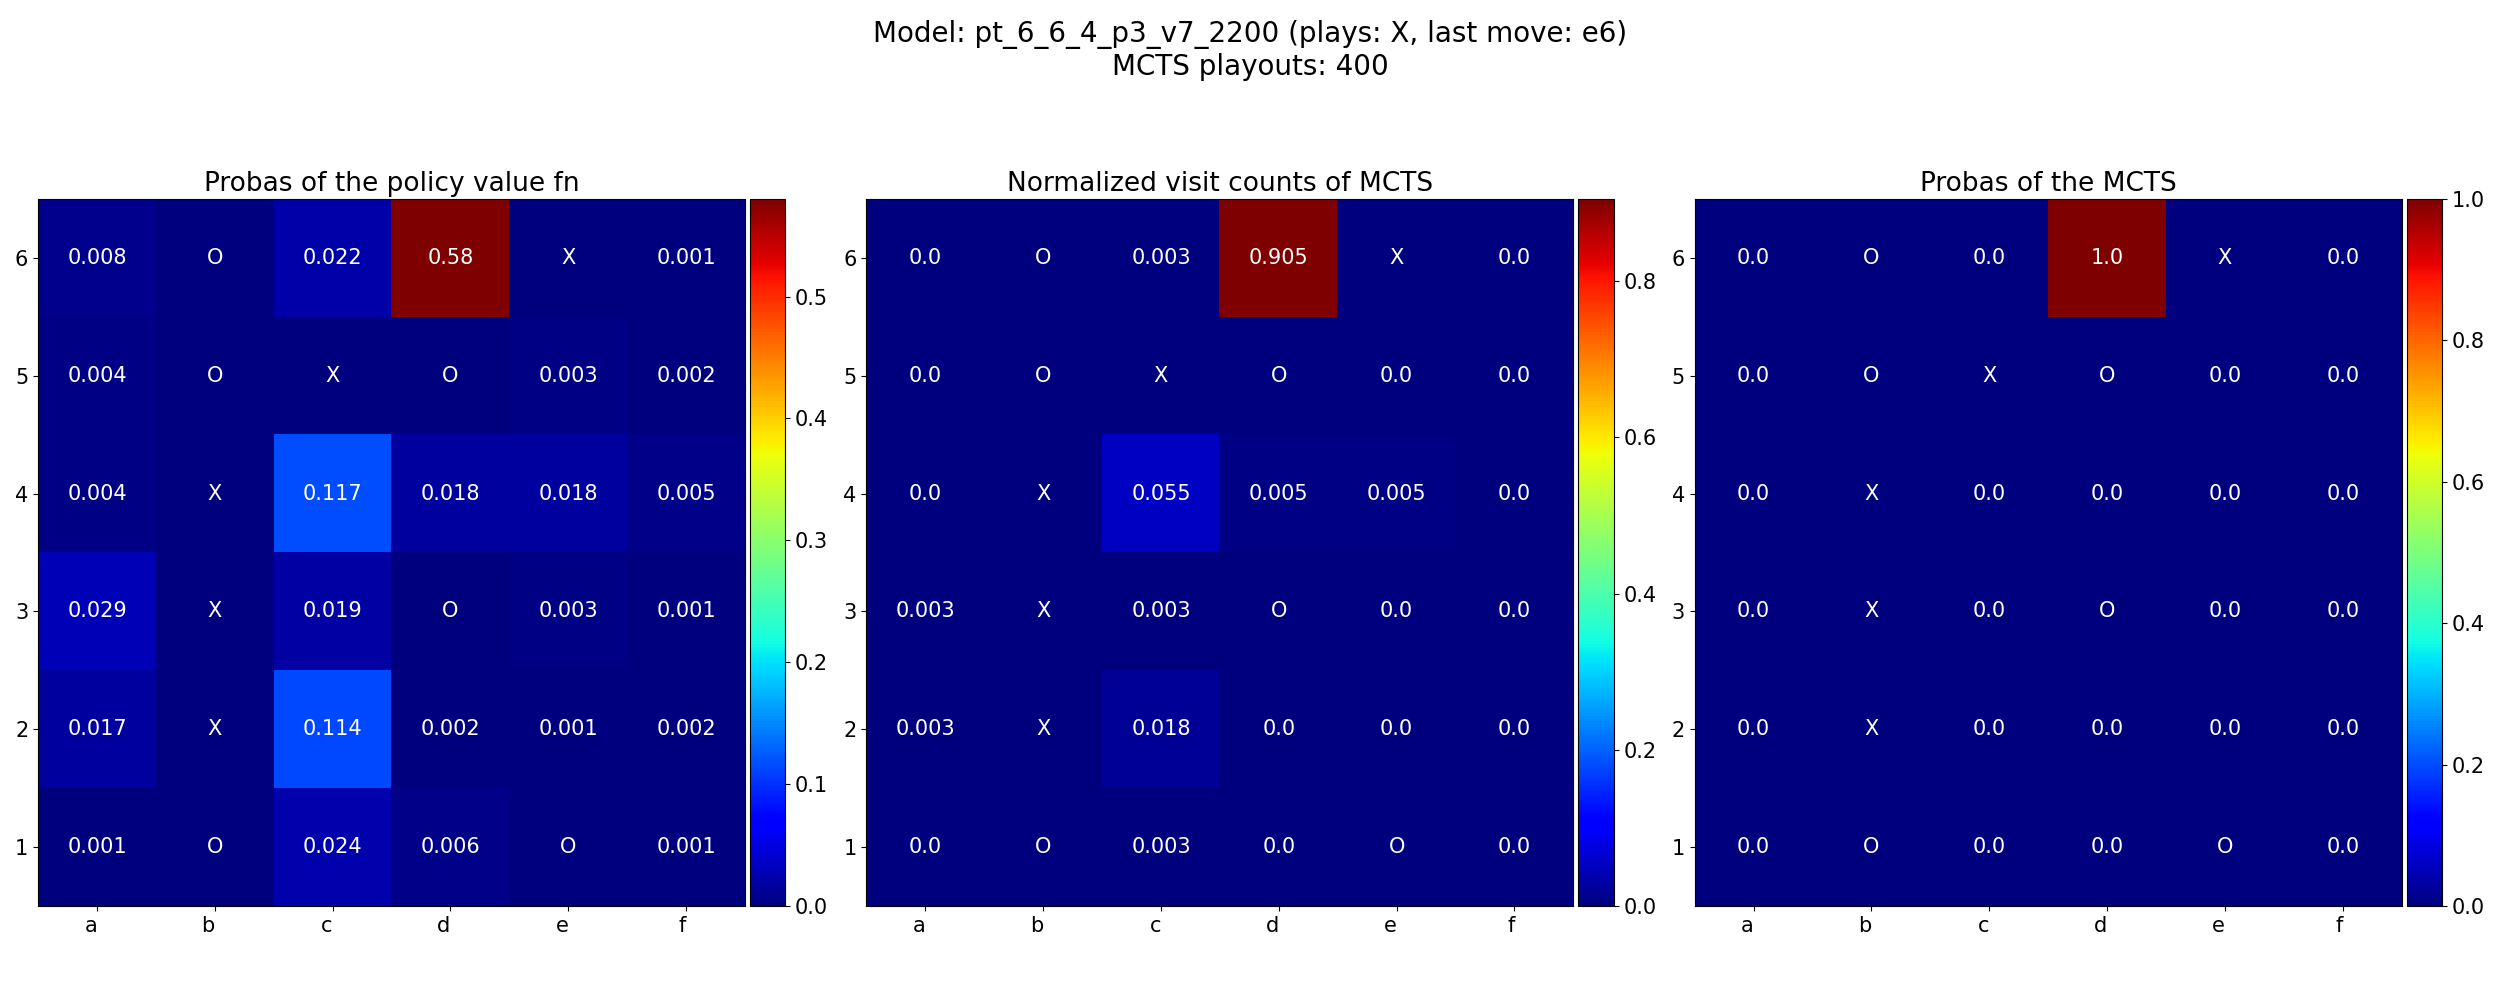 Model: pt_6_6_4_p3_v7_2200 (plays: X, last move: e6)
MCTS playouts: 400
Probas of the policy value fn
6 0.008 O 0.022 0.58 X 0.001
5 0.004 O X O 0.003 0.002
4 0.004 X 0.117 0.018 0.018 0.005
3 0.029 X 0.019 O 0.003 0.001
2 0.017 X 0.114 0.002 0.001 0.002
1 0.001 O 0.024 0.006 O 0.001
a b c d e f
0.5
0.4
0.3
0.2
0.1
0.0
Normalized visit counts of MCTS
6 0.0 O 0.003 0.905 X 0.0
5 0.0 O X O 0.0 0.0
4 0.0 X 0.055 0.005 0.005 0.0
3 0.003 X 0.003 O 0.0 0.0
2 0.003 X 0.018 0.0 0.0 0.0
1 0.0 O 0.003 0.0 O 0.0
a b c d e f
0.8
0.6
0.4
0.2
0.0
Probas of the MCTS
6 0.0 O 0.0 1.0 X 0.0
5 0.0 O X O 0.0 0.0
4 0.0 X 0.0 0.0 0.0 0.0
3 0.0 X 0.0 O 0.0 0.0
2 0.0 X 0.0 0.0 0.0 0.0
1 0.0 O 0.0 0.0 O 0.0
a b c d e f
1.0
0.8
0.6
0.4
0.2
0.0